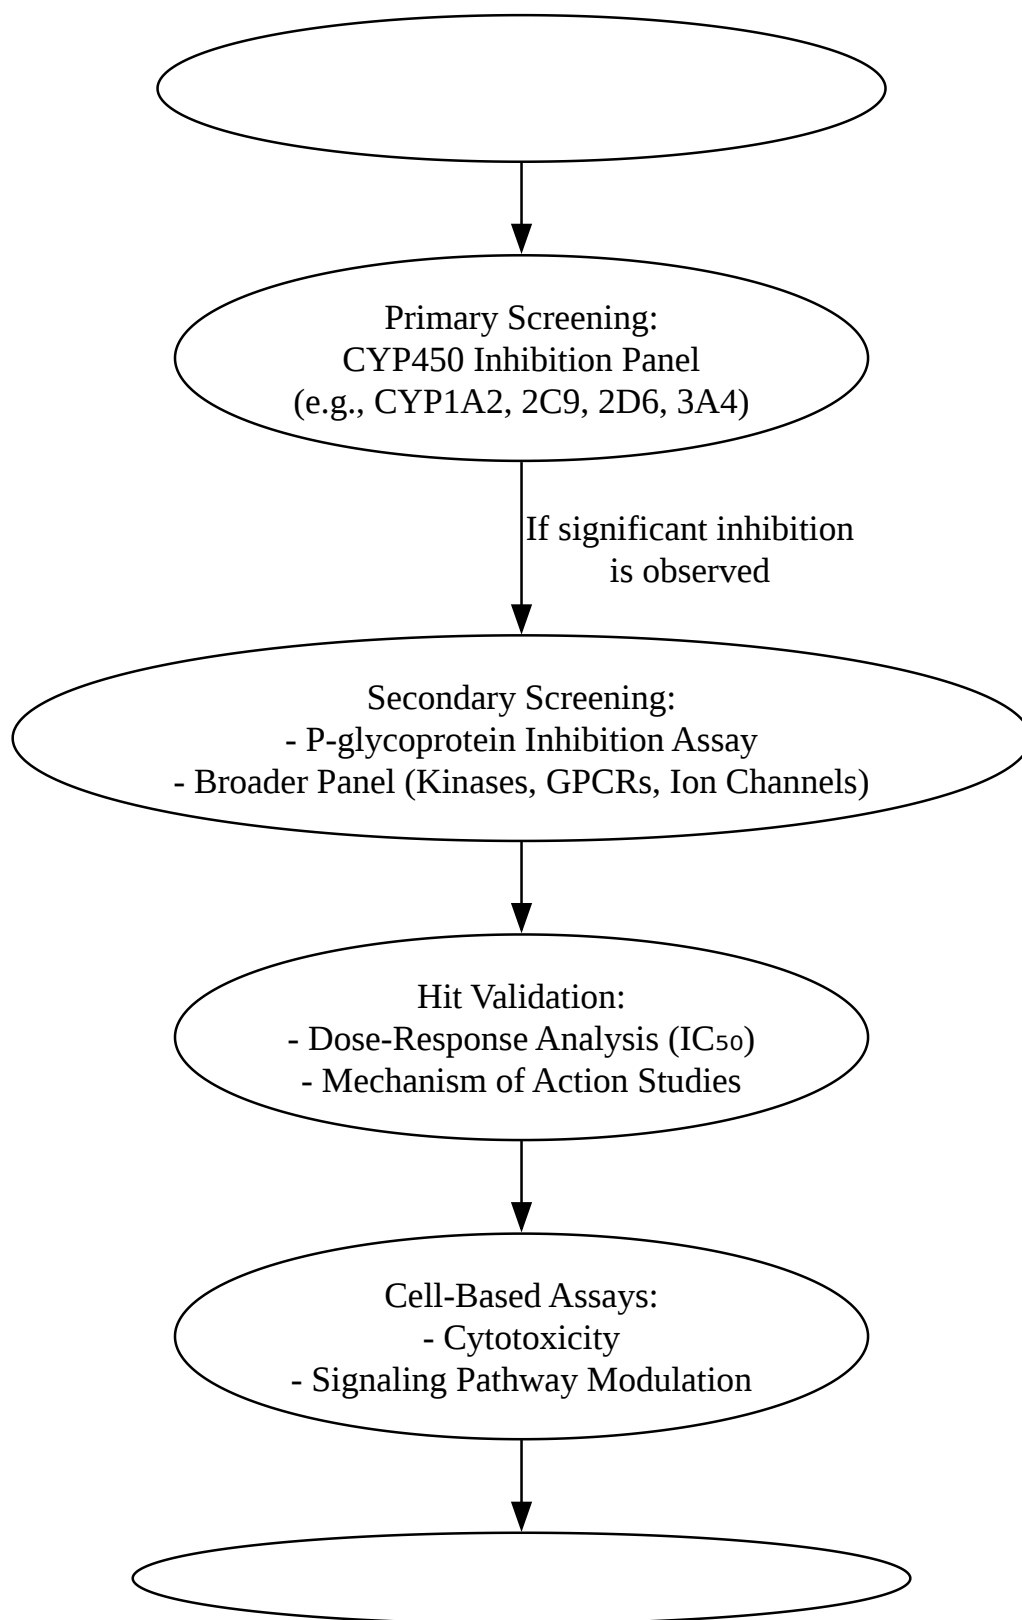 Primary Screening:
CYP450 Inhibition Panel
(e.g., CYP1A2, 2C9, 2D6, 3A4)
If significant inhibition
is observed
Secondary Screening:
- P-glycoprotein Inhibition Assay
- Broader Panel (Kinases, GPCRs, Ion Channels)
Hit Validation:
- Dose-Response Analysis (IC₅₀)
- Mechanism of Action Studies
Cell-Based Assays:
- Cytotoxicity
- Signaling Pathway Modulation